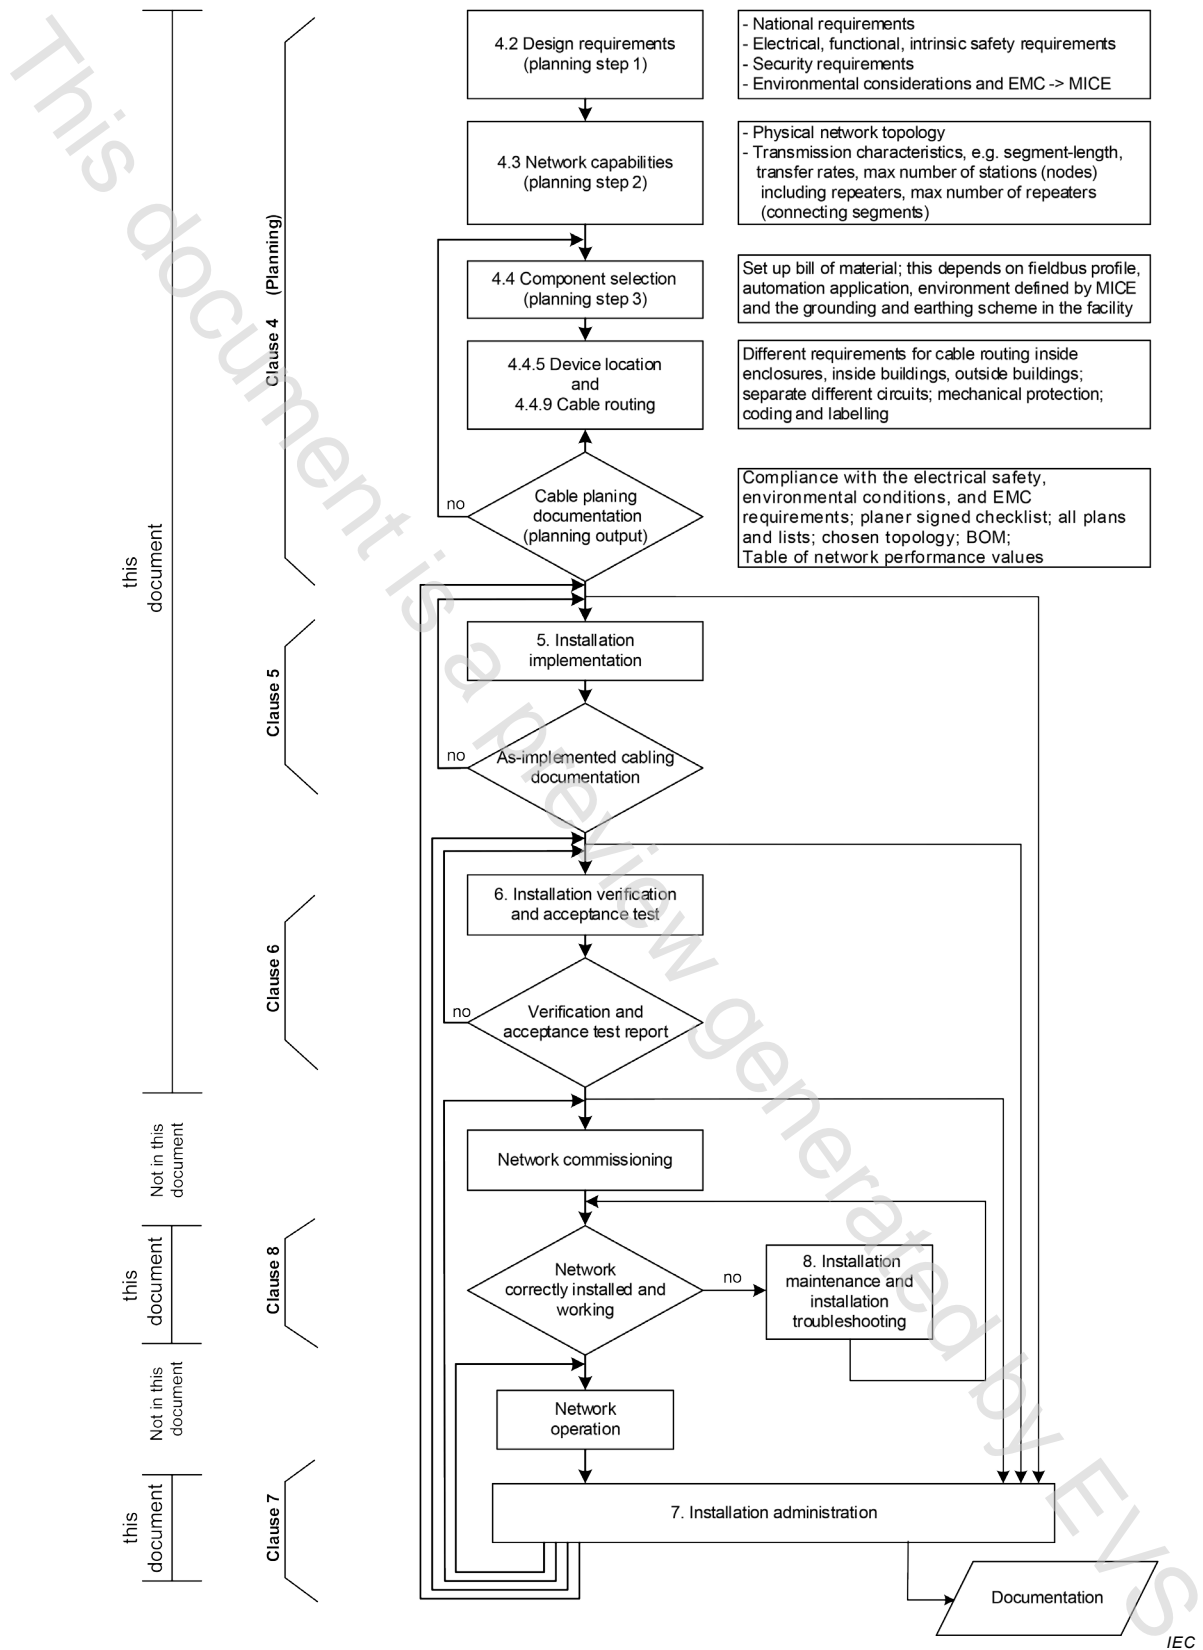 4.2 Design requirements
(planning step 1)
- National requirements
- Electrical, functional, intrinsic safety requirements
- Security requirements
- Environmental considerations and EMC -> MICE
4.3 Network capabilities
(planning step 2)
- Physical network topology
- Transmission characteristics, e.g. segment-length,
transfer rates, max number of stations (nodes)
including repeaters, max number of repeaters
(connecting segments)
Clause 4 (Planning)
4.4 Component selection
(planning step 3)
Set up bill of material; this depends on fieldbus profile,
automation application, environment defined by MICE
and the grounding and earthing scheme in the facility
4.4.5 Device location
and
4.4.9 Cable routing
Different requirements for cable routing inside
enclosures, inside buildings, outside buildings;
separate different circuits; mechanical protection;
coding and labelling
no
Cable planing
documentation
(planning output)
Compliance with the electrical safety,
environmental conditions, and EMC
requirements; planer signed checklist; all plans
and lists; chosen topology; BOM;
Table of network performance values
this
document
5. Installation
implementation
Clause 5
no
As-implemented cabling
documentation
6. Installation verification
and acceptance test
Clause 6
no
Verification and
acceptance test report
Not in this
document
Network commissioning
this
document
Clause 8
Network
correctly installed and
working
no
8. Installation
maintenance and
installation
troubleshooting
Not in this
document
Network
operation
this
document
Clause 7
7. Installation administration
Documentation
IEC
This document is a preview generated by EVS